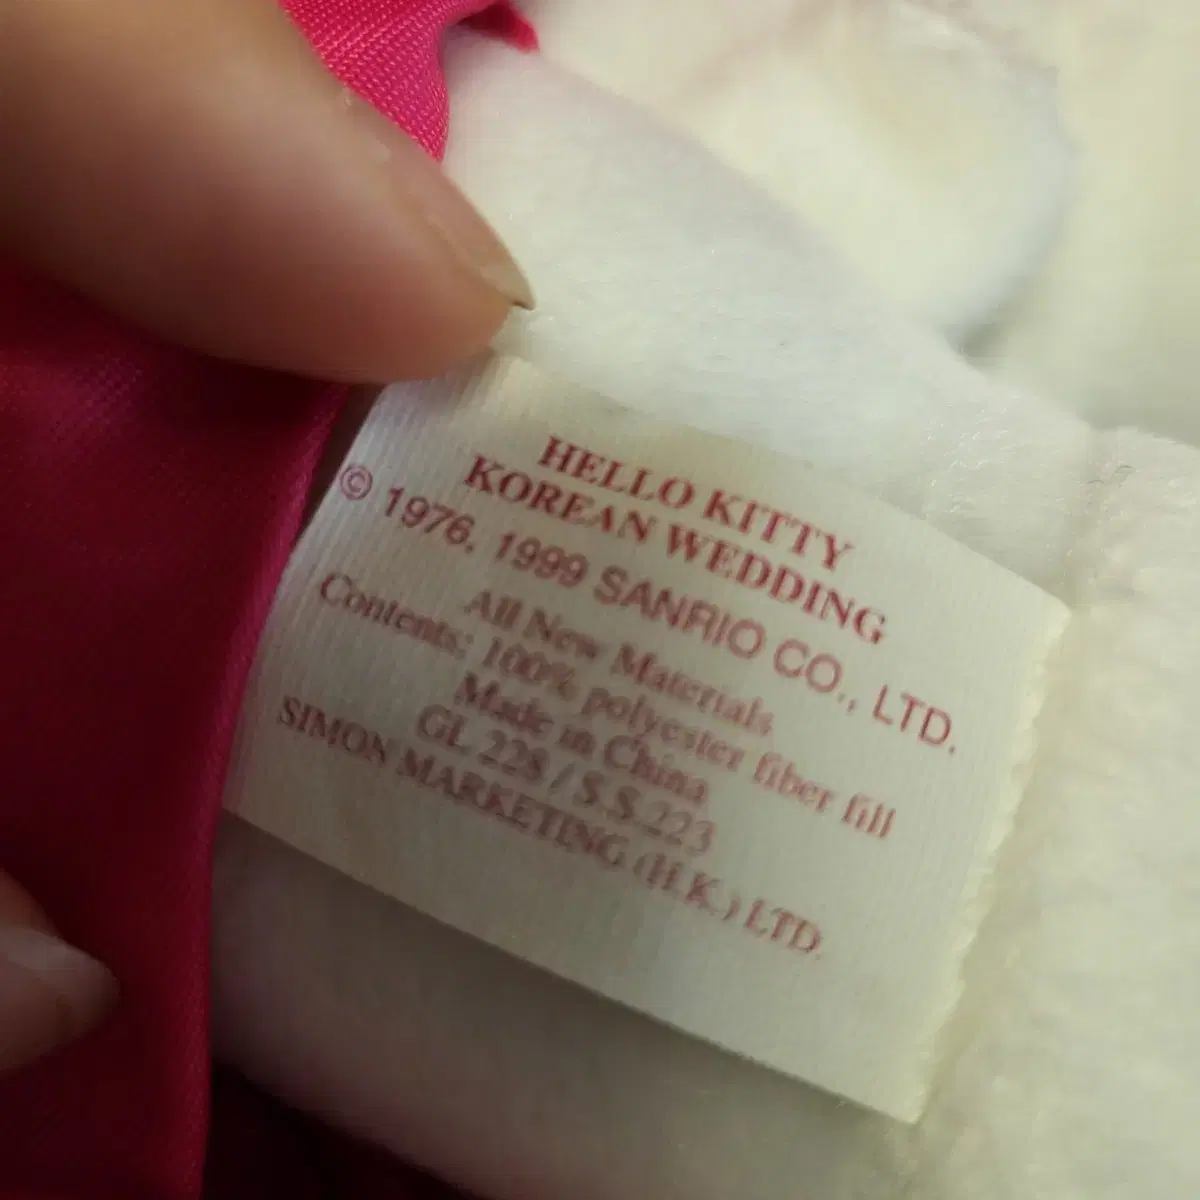 HELLO KITTY
KOREAN WEDDING
© 1976, 1999 SANRIO CO., LTD.
All New Materials
Contents: 100% polyester fiber fill
Made in China
GL 228 / S.S.223
SIMON MARKETING (H.K.) LTD.